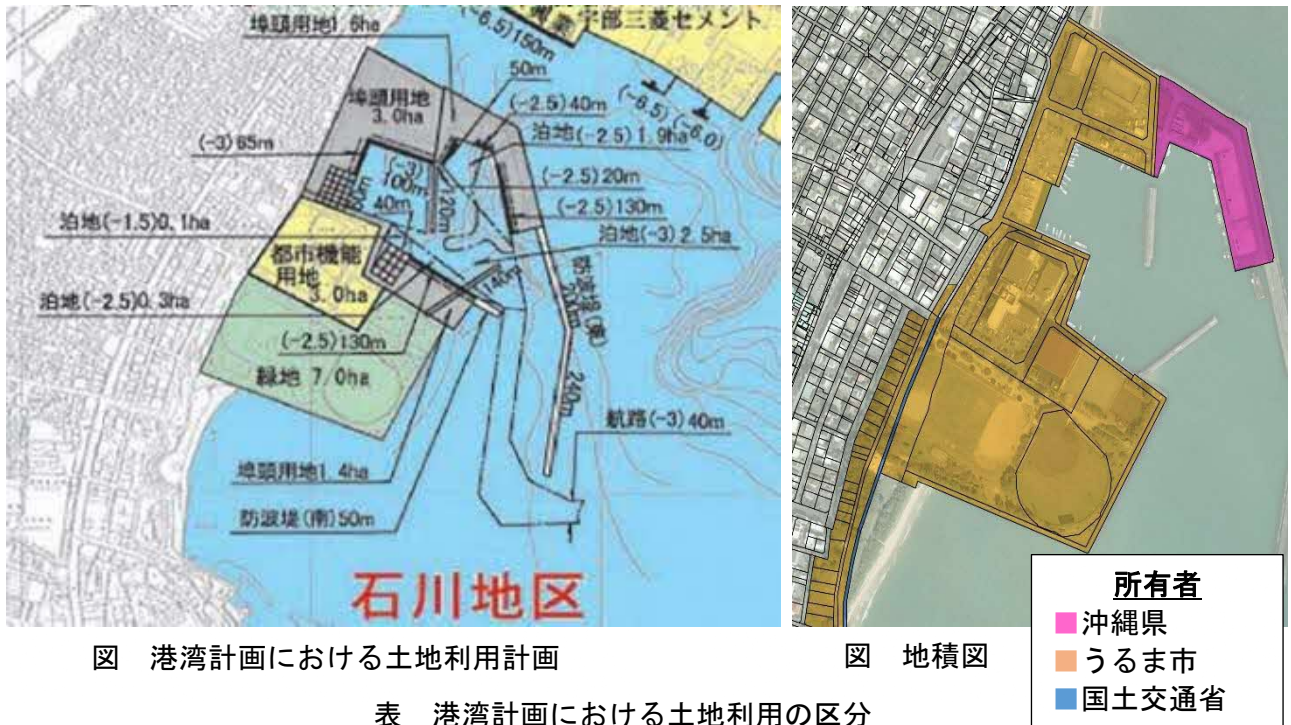 埠頭用地1.6ha
(-6.5)150m
宇部三菱セメント
50m
埠頭用地
3.0ha
(-2.5)40m
(-6.5)
(-6.0)
泊地(-2.5)1.9ha
(-3)65m
(-3)
100m
(-2.5)20m
40m
120m
(-2.5)130m
泊地(-1.5)0.1ha
泊地(-3)2.5ha
都市機能
用地
3.0ha
140m
防波堤(東)
200m
泊地(-2.5)0.3ha
(-2.5)130m
緑地 7.0ha
240m
航路(-3)40m
埠頭用地1.4ha
防波堤(南)50m
石川地区
図 港湾計画における土地利用計画
図 地積図
所有者
沖縄県
うるま市
国土交通省
表 港湾計画における土地利用の区分